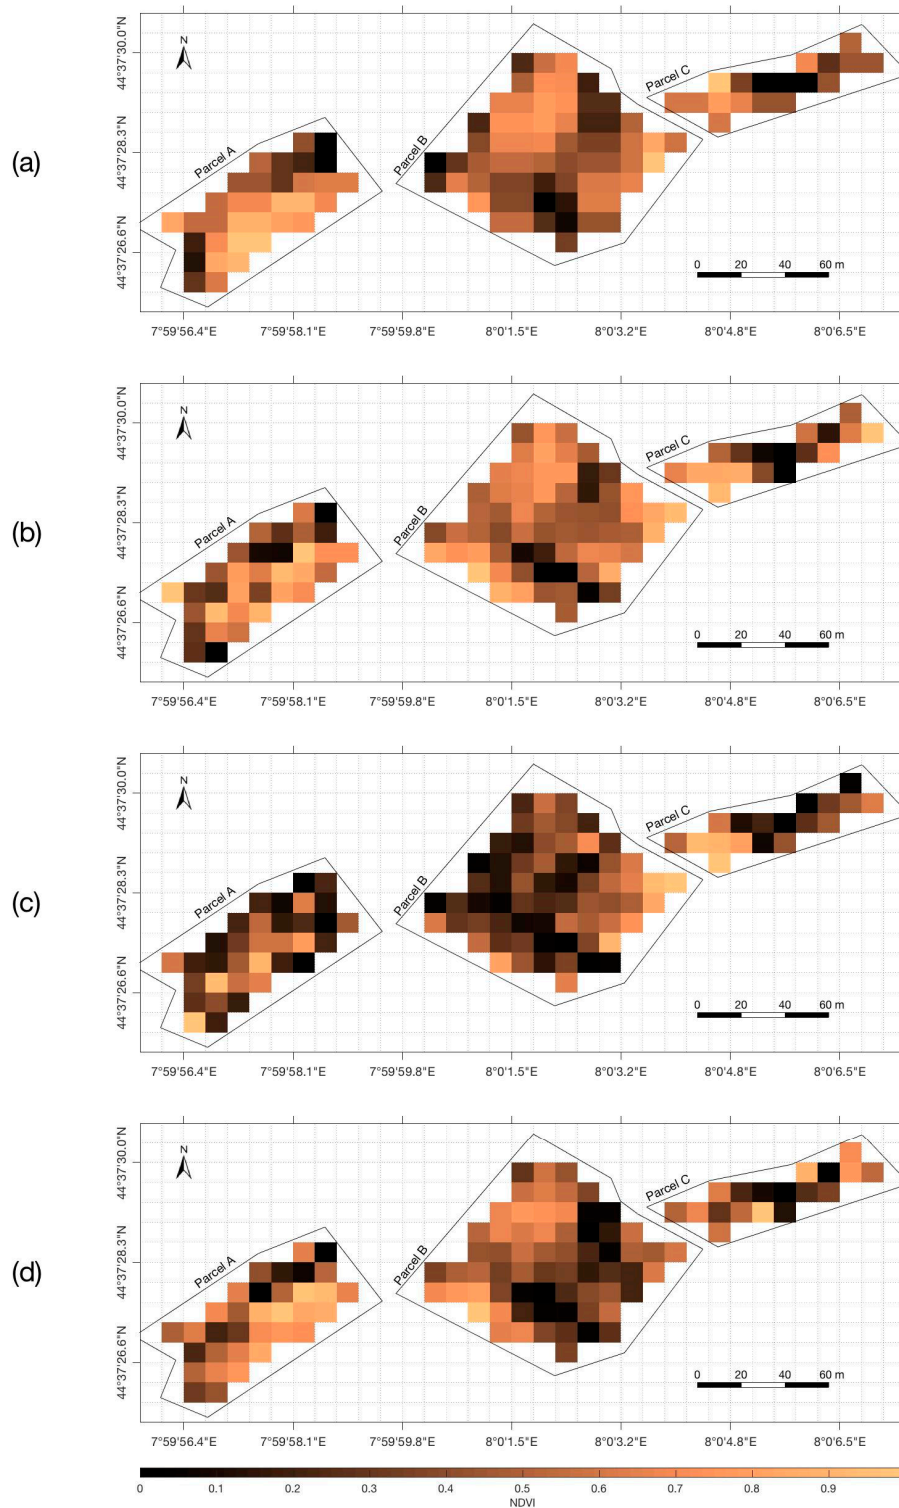 (a)
N
Parcel A
Parcel B
Parcel C
44°37'30.0"N
44°37'28.3"N
44°37'26.6"N
0 20 40 60 m
7°59'56.4"E 7°59'58.1"E 7°59'59.8"E 8°0'1.5"E 8°0'3.2"E 8°0'4.8"E 8°0'6.5"E
(b)
N
Parcel A
Parcel B
Parcel C
44°37'30.0"N
44°37'28.3"N
44°37'26.6"N
0 20 40 60 m
7°59'56.4"E 7°59'58.1"E 7°59'59.8"E 8°0'1.5"E 8°0'3.2"E 8°0'4.8"E 8°0'6.5"E
(c)
N
Parcel A
Parcel B
Parcel C
44°37'30.0"N
44°37'28.3"N
44°37'26.6"N
0 20 40 60 m
7°59'56.4"E 7°59'58.1"E 7°59'59.8"E 8°0'1.5"E 8°0'3.2"E 8°0'4.8"E 8°0'6.5"E
(d)
N
Parcel A
Parcel B
Parcel C
44°37'30.0"N
44°37'28.3"N
44°37'26.6"N
0 20 40 60 m
7°59'56.4"E 7°59'58.1"E 7°59'59.8"E 8°0'1.5"E 8°0'3.2"E 8°0'4.8"E 8°0'6.5"E
0 0.1 0.2 0.3 0.4 0.5 0.6 0.7 0.8 0.9
NDVI